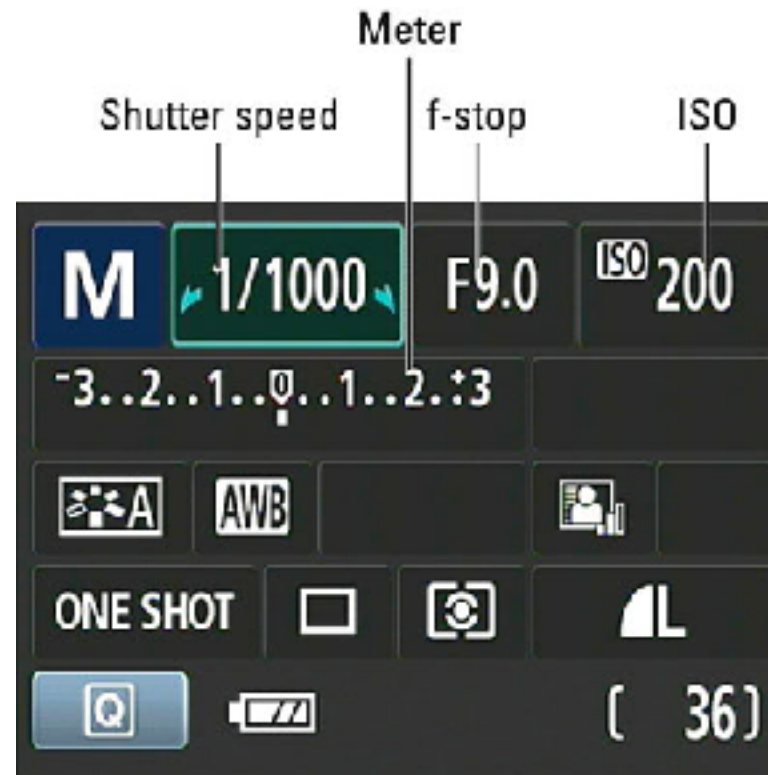 Meter
Shutter speed f-stop ISO
M 1/1000 F9.0 ISO 200
-3..2..1..0..1..2.:+3
A AWB
ONE SHOT L
Q [ 36]